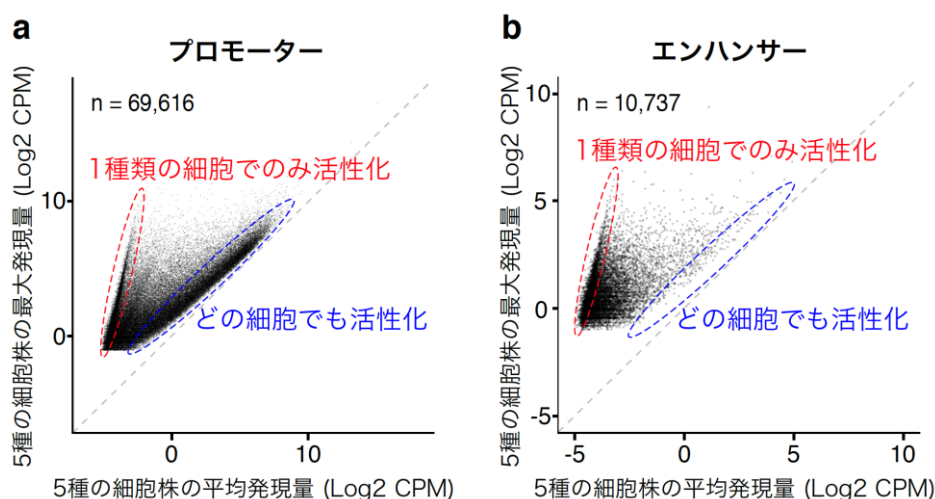 a
プロモーター
5種の細胞株の最大発現量 (Log2 CPM)
n = 69,616
1種類の細胞でのみ活性化
10
どの細胞でも活性化
0
0
10
5種の細胞株の平均発現量 (Log2 CPM)
b
エンハンサー
5種の細胞株の最大発現量 (Log2 CPM)
10
n = 10,737
1種類の細胞でのみ活性化
5
0
どの細胞でも活性化
-5
-5
0
5
10
5種の細胞株の平均発現量 (Log2 CPM)